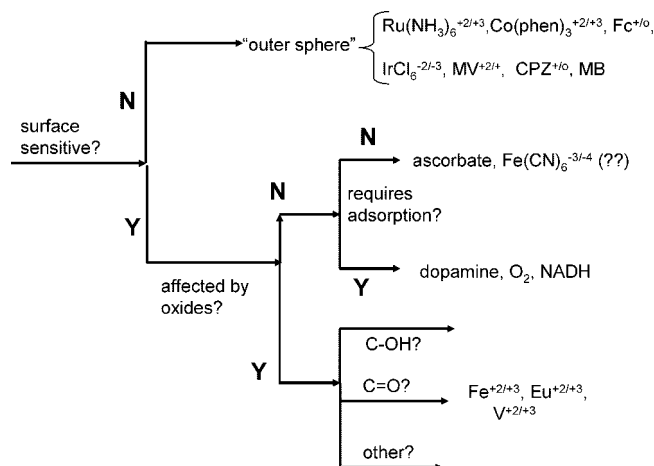 Ru(NH₃)₆⁺²/⁺³,Co(phen)₃⁺²/⁺³, Fc⁺/ᵒ,
"outer sphere"
IrCl₆⁻²/⁻³, MV⁺²/⁺, CPZ⁺/ᵒ, MB
N
surface
sensitive?
N
ascorbate, Fe(CN)₆⁻³/⁻⁴ (??)
N
requires
adsorption?
Y
Y
dopamine, O₂, NADH
affected by
oxides?
C-OH?
Y
C=O?
Fe⁺²/⁺³, Eu⁺²/⁺³,
V⁺²/⁺³
other?